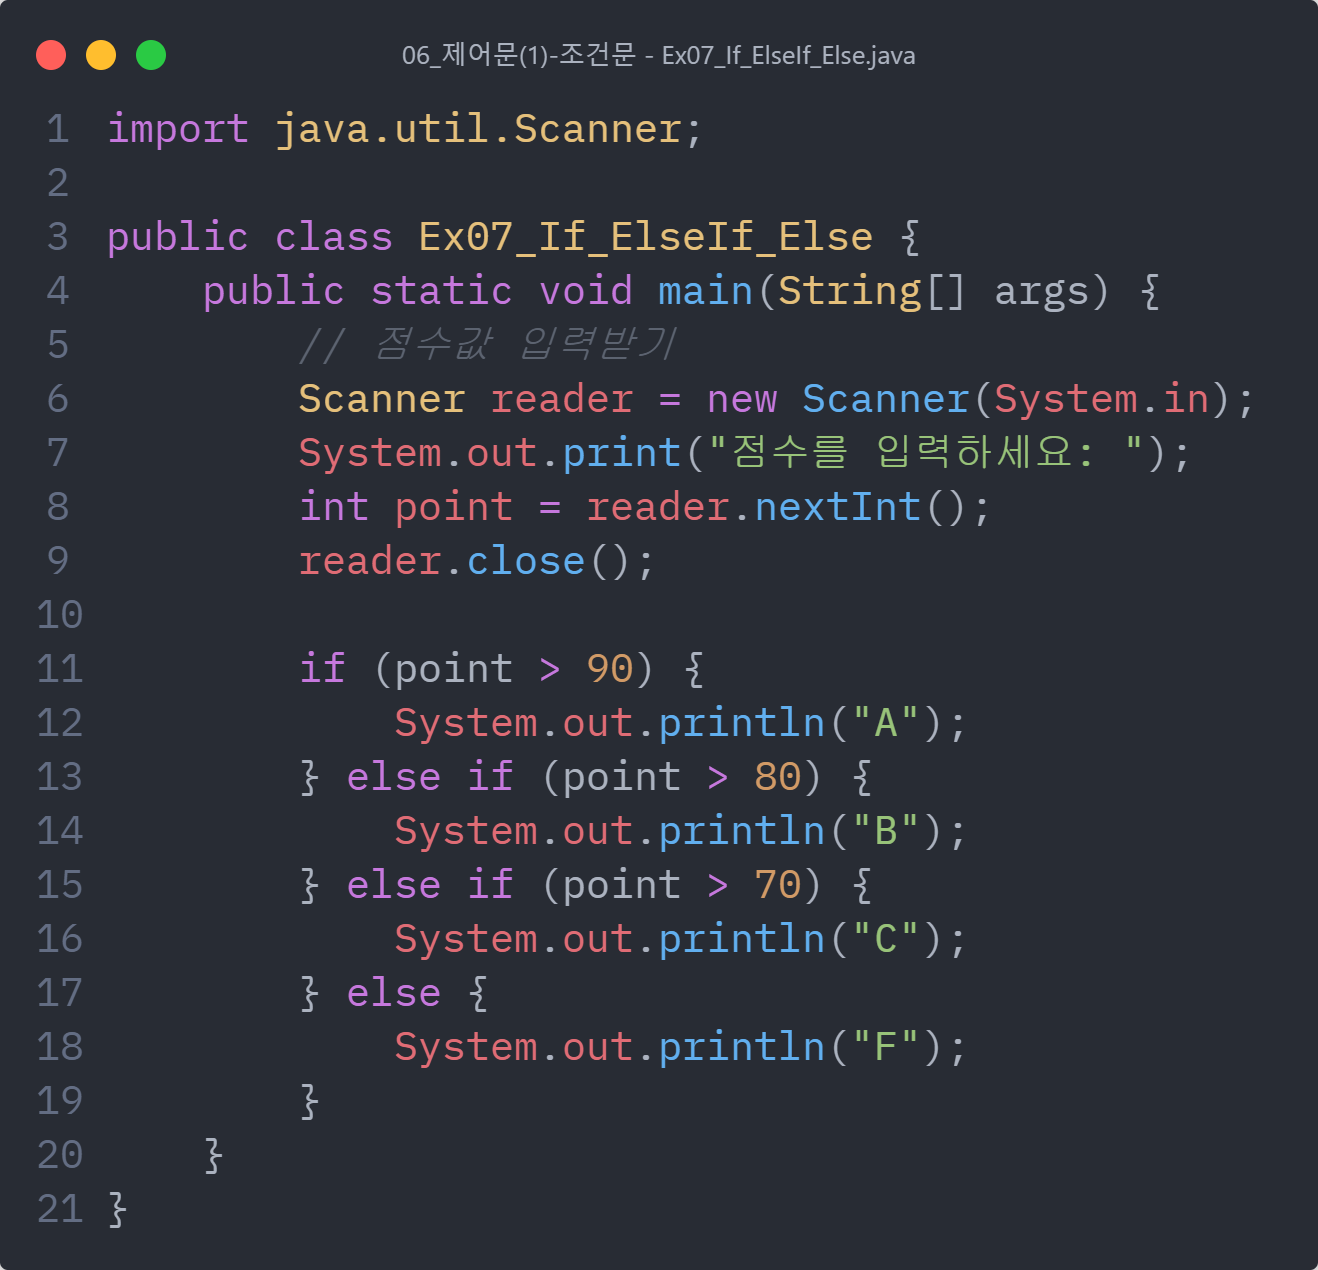 06_제어문(1)-조건문 - Ex07_If_ElseIf_Else.java
1 import java.util.Scanner;
2
3 public class Ex07_If_ElseIf_Else {
4     public static void main(String[] args) {
5         // 점수값 입력받기
6         Scanner reader = new Scanner(System.in);
7         System.out.print("점수를 입력하세요: ");
8         int point = reader.nextInt();
9         reader.close();
10
11         if (point > 90) {
12             System.out.println("A");
13         } else if (point > 80) {
14             System.out.println("B");
15         } else if (point > 70) {
16             System.out.println("C");
17         } else {
18             System.out.println("F");
19         }
20     }
21 }